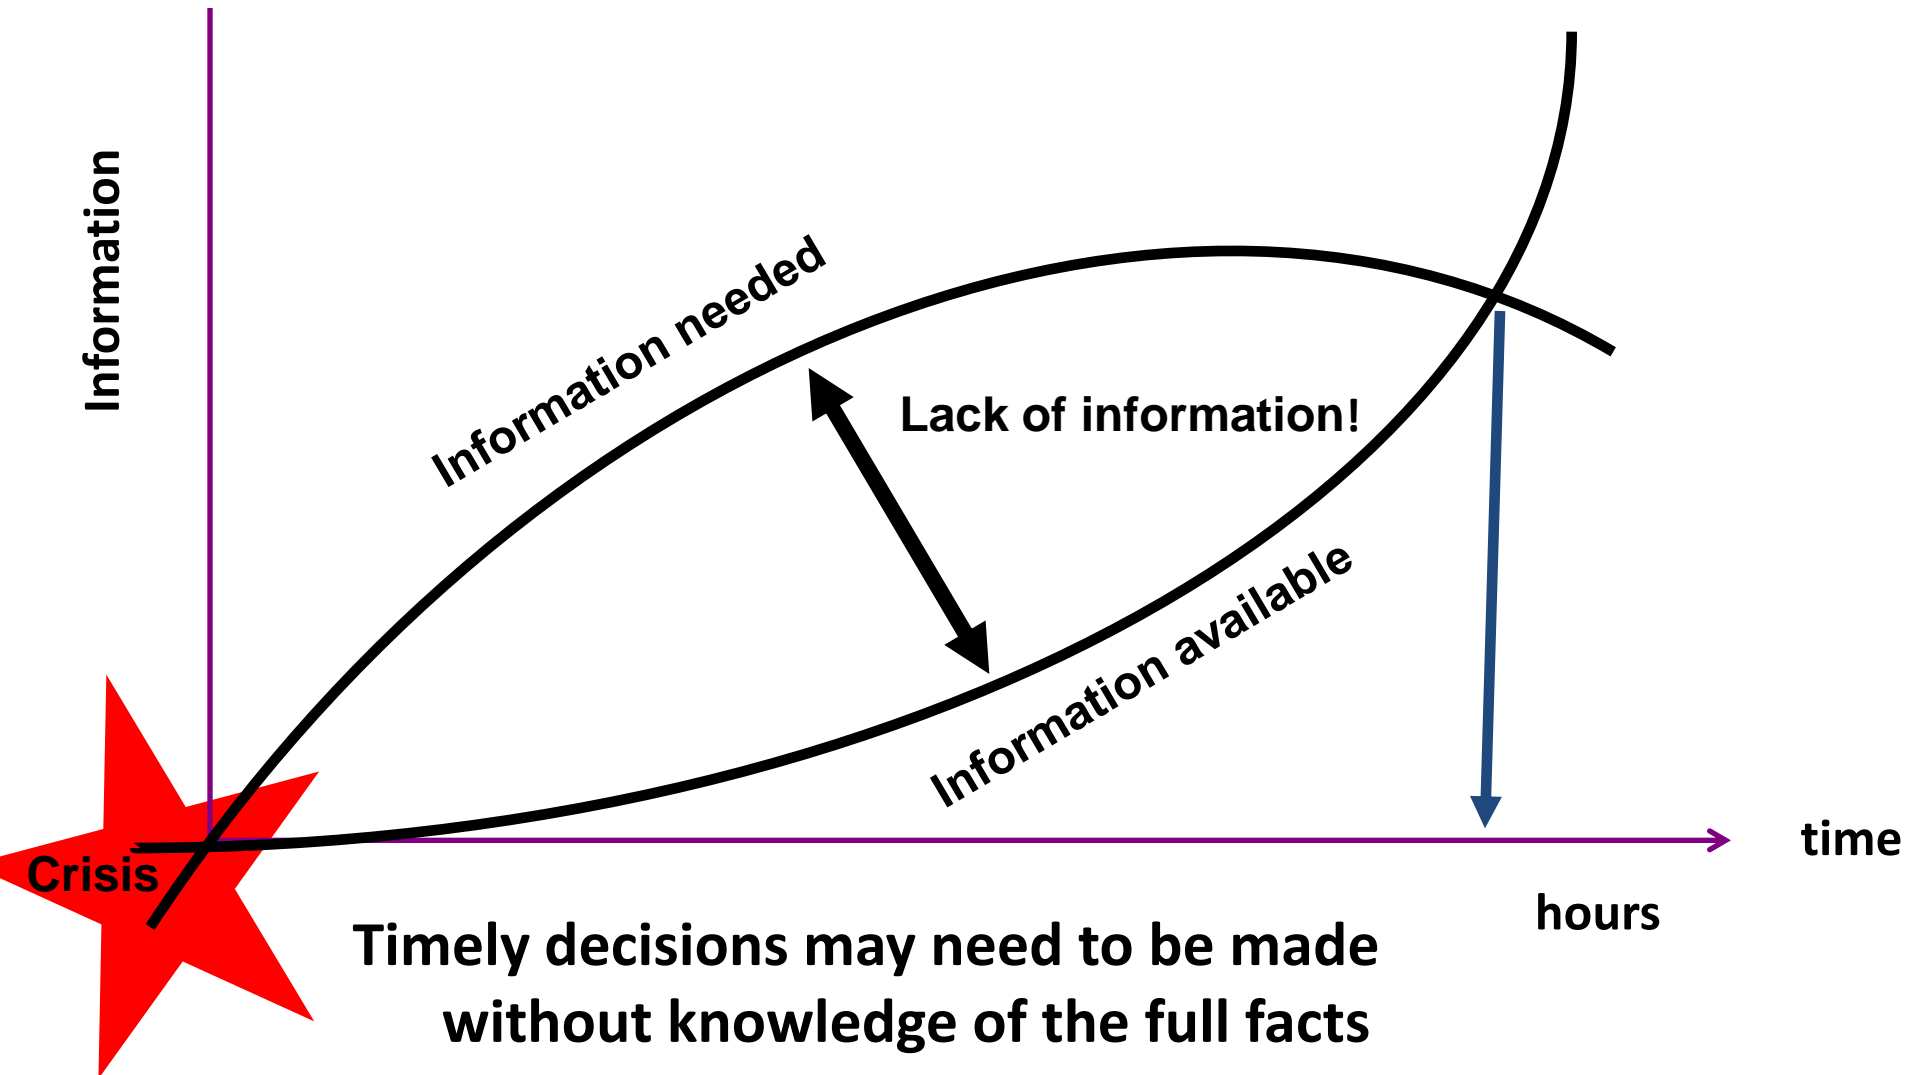 Information
Information needed
Lack of information!
Information available
Crisis
time
hours
Timely decisions may need to be made
without knowledge of the full facts